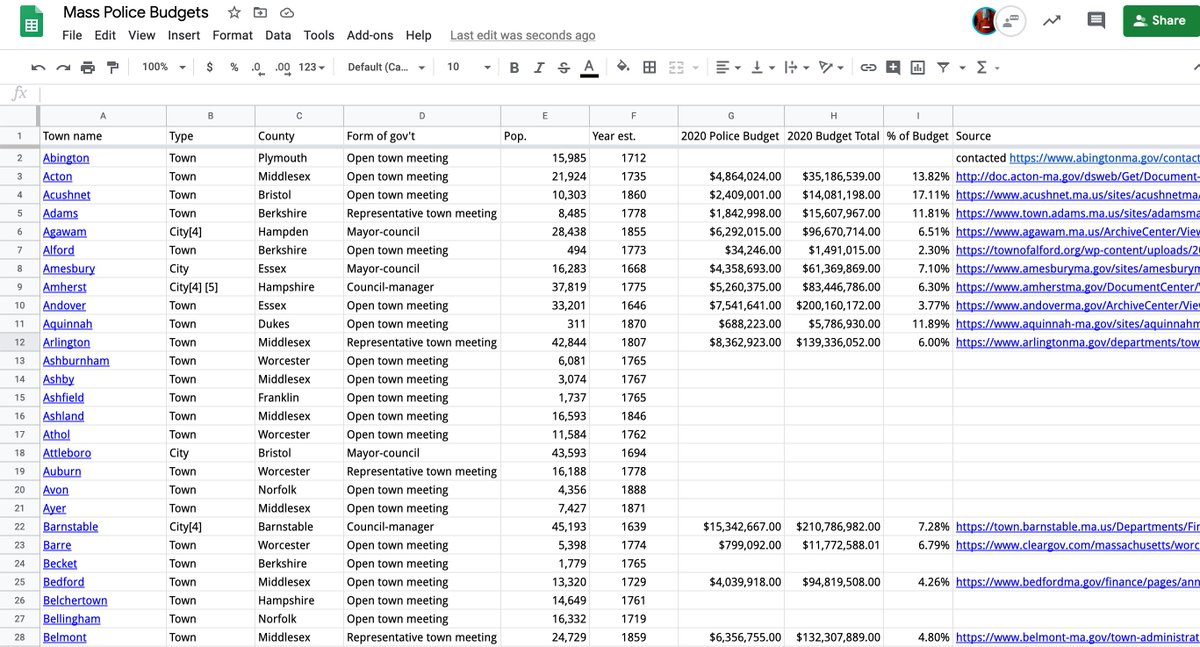 Mass Police Budgets
File Edit View Insert Format Data Tools Add-ons Help Last edit was seconds ago
Share
100% $ % .0 .00 123 Default (Ca... 10 B I S A
fx
A B C D E F G H I
1 Town name Type County Form of gov't Pop. Year est. 2020 Police Budget 2020 Budget Total % of Budget Source
2 Abington Town Plymouth Open town meeting 15,985 1712 contacted https://www.abingtonma.gov/contact
3 Acton Town Middlesex Open town meeting 21,924 1735 $4,864,024.00 $35,186,539.00 13.82% http://doc.acton-ma.gov/dsweb/Get/Document-
4 Acushnet Town Bristol Open town meeting 10,303 1860 $2,409,001.00 $14,081,198.00 17.11% https://www.acushnet.ma.us/sites/acushnetma/
5 Adams Town Berkshire Representative town meeting 8,485 1778 $1,842,998.00 $15,607,967.00 11.81% https://www.town.adams.ma.us/sites/adamsma
6 Agawam City[4] Hampden Mayor-council 28,438 1855 $6,292,015.00 $96,670,714.00 6.51% https://www.agawam.ma.us/ArchiveCenter/View
7 Alford Town Berkshire Open town meeting 494 1773 $34,246.00 $1,491,015.00 2.30% https://townofalford.org/wp-content/uploads/20
8 Amesbury City Essex Mayor-council 16,283 1668 $4,358,693.00 $61,369,869.00 7.10% https://www.amesburyma.gov/sites/amesburym
9 Amherst City[4] [5] Hampshire Council-manager 37,819 1775 $5,260,375.00 $83,446,786.00 6.30% https://www.amherstma.gov/DocumentCenter/V
10 Andover Town Essex Open town meeting 33,201 1646 $7,541,641.00 $200,160,172.00 3.77% https://www.andoverma.gov/ArchiveCenter/View
11 Aquinnah Town Dukes Open town meeting 311 1870 $688,223.00 $5,786,930.00 11.89% https://www.aquinnah-ma.gov/sites/aquinnahm
12 Arlington Town Middlesex Representative town meeting 42,844 1807 $8,362,923.00 $139,336,052.00 6.00% https://www.arlingtonma.gov/departments/tow
13 Ashburnham Town Worcester Open town meeting 6,081 1765
14 Ashby Town Middlesex Open town meeting 3,074 1767
15 Ashfield Town Franklin Open town meeting 1,737 1765
16 Ashland Town Middlesex Open town meeting 16,593 1846
17 Athol Town Worcester Open town meeting 11,584 1762
18 Attleboro City Bristol Mayor-council 43,593 1694
19 Auburn Town Worcester Representative town meeting 16,188 1778
20 Avon Town Norfolk Open town meeting 4,356 1888
21 Ayer Town Middlesex Open town meeting 7,427 1871
22 Barnstable City[4] Barnstable Council-manager 45,193 1639 $15,342,667.00 $210,786,982.00 7.28% https://town.barnstable.ma.us/Departments/Fin
23 Barre Town Worcester Open town meeting 5,398 1774 $799,092.00 $11,772,588.01 6.79% https://www.cleargov.com/massachusetts/worc
24 Becket Town Berkshire Open town meeting 1,779 1765
25 Bedford Town Middlesex Open town meeting 13,320 1729 $4,039,918.00 $94,819,508.00 4.26% https://www.bedfordma.gov/finance/pages/ann
26 Belchertown Town Hampshire Open town meeting 14,649 1761
27 Bellingham Town Norfolk Open town meeting 16,332 1719
28 Belmont Town Middlesex Representative town meeting 24,729 1859 $6,356,755.00 $132,307,889.00 4.80% https://www.belmont-ma.gov/town-administrat